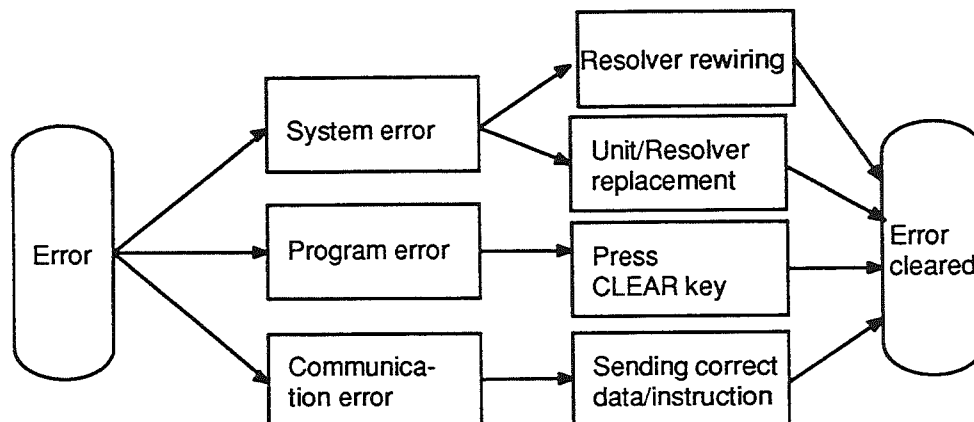 Error
System error
Program error
Communica-
tion error
Resolver rewiring
Unit/Resolver
replacement
Press
CLEAR key
Sending correct
data/instruction
Error
cleared